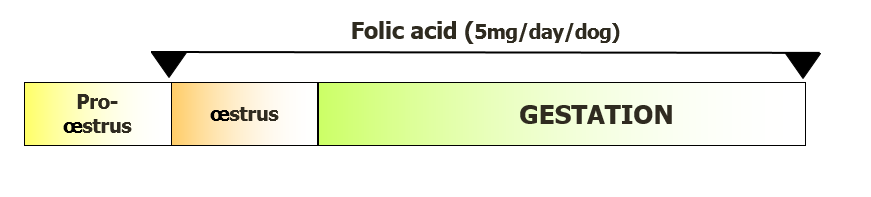 Folic acid (5mg/day/dog)
Pro-
œstrus
œstrus
GESTATION